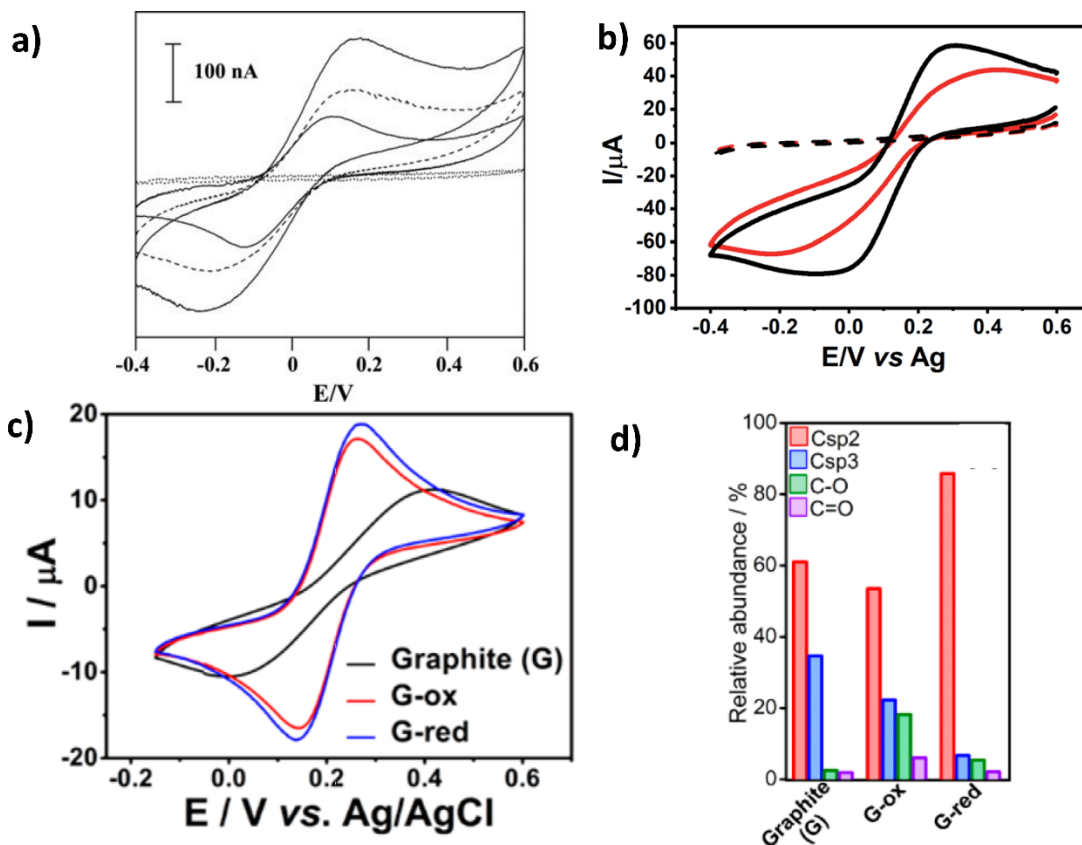 a)
100 nA
-0.4 -0.2 0 0.2 0.4 0.6
E/V
b)
60
40
20
0
-20
-40
-60
-80
-100
I/μA
-0.4 -0.2 0.0 0.2 0.4 0.6
E/V vs Ag
c)
20
10
0
-10
-20
I / μA
Graphite (G)
G-ox
G-red
-0.2 0.0 0.2 0.4 0.6
E / V vs. Ag/AgCl
d)
100
80
60
40
20
0
Relative abundance / %
Csp2
Csp3
C-O
C=O
Graphite
(G)
G-ox
G-red